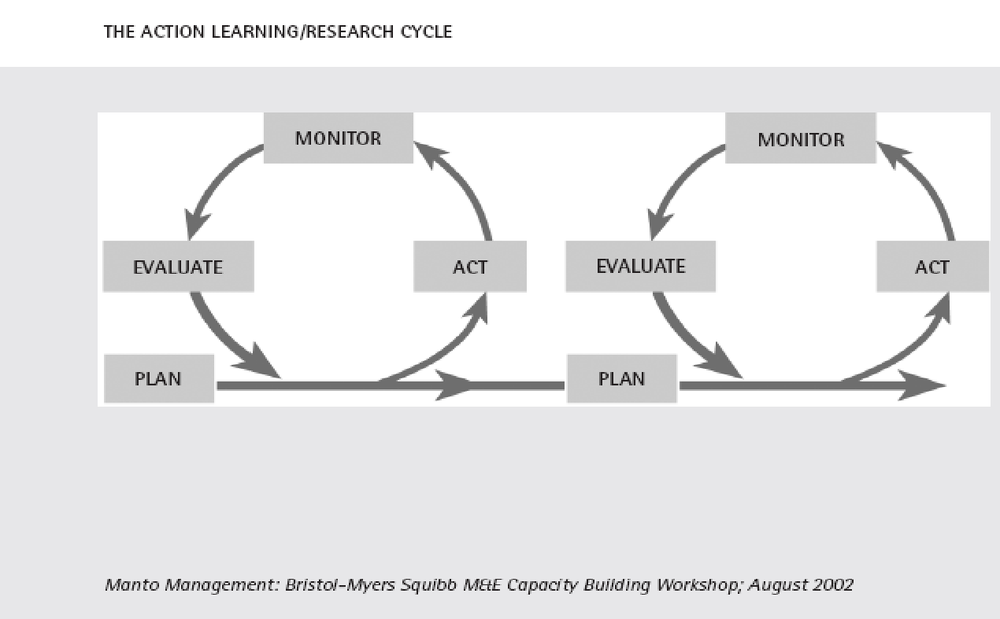 THE ACTION LEARNING/RESEARCH CYCLE
MONITOR
MONITOR
EVALUATE
ACT
EVALUATE
ACT
PLAN
PLAN
Manto Management: Bristol–Myers Squibb M&E Capacity Building Workshop; August 2002